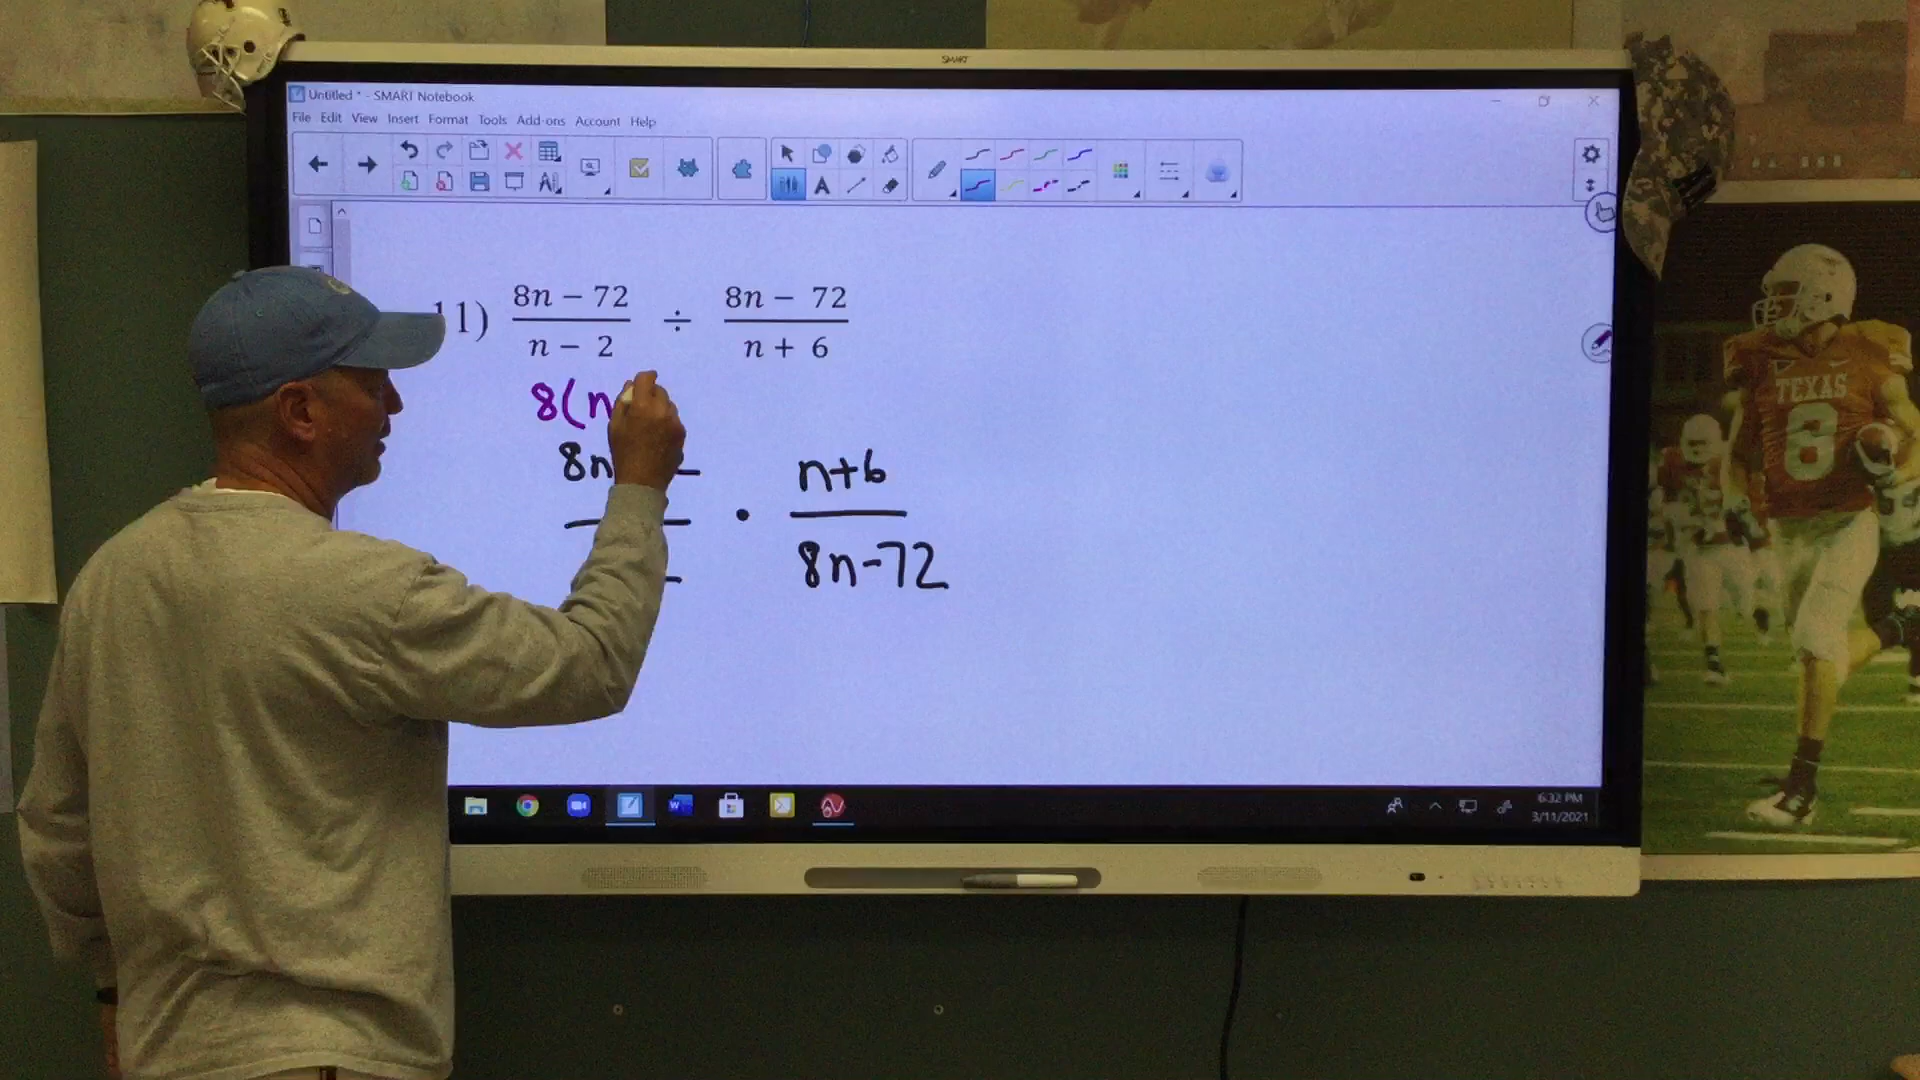 SMART
Untitled * - SMART Notebook
File Edit View Insert Format Tools Add-ons Account Help
11) 8n − 72 ÷ 8n − 72
n − 2 n + 6
8(n
8n
n+6
8n-72
TEXAS
8
6:32 PM
3/11/2021